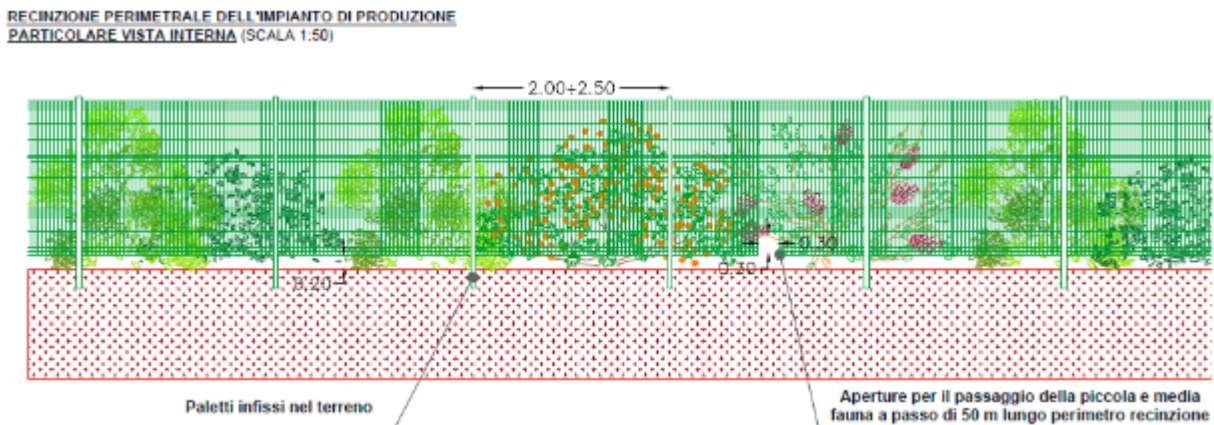 RECINZIONE PERIMETRALE DELL'IMPIANTO DI PRODUZIONE
PARTICOLARE VISTA INTERNA (SCALA 1:50)
2.00÷2.50
0.30
0.30
0.20
Paletti infissi nel terreno
Aperture per il passaggio della piccola e media
fauna a passo di 50 m lungo perimetro recinzione